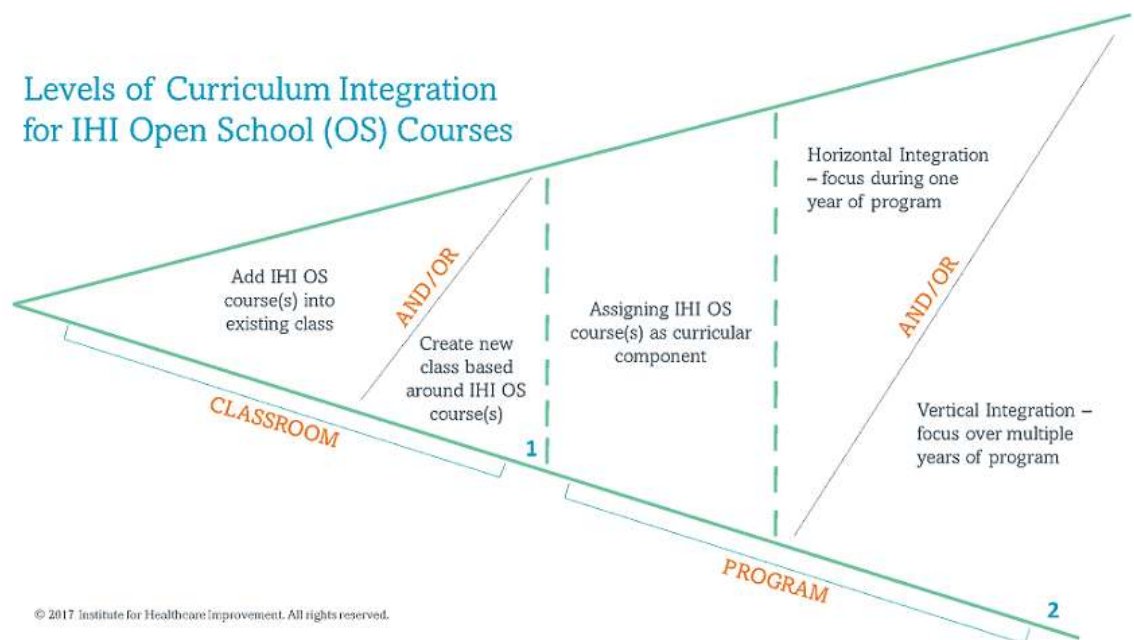 Levels of Curriculum Integration
for IHI Open School (OS) Courses
Add IHI OS
course(s) into
existing class
AND/OR
Create new
class based
around IHI OS
course(s)
CLASSROOM
1
Assigning IHI OS
course(s) as curricular
component
Horizontal Integration
– focus during one
year of program
AND/OR
Vertical Integration –
focus over multiple
years of program
PROGRAM
2
© 2017 Institute for Healthcare Improvement. All rights reserved.